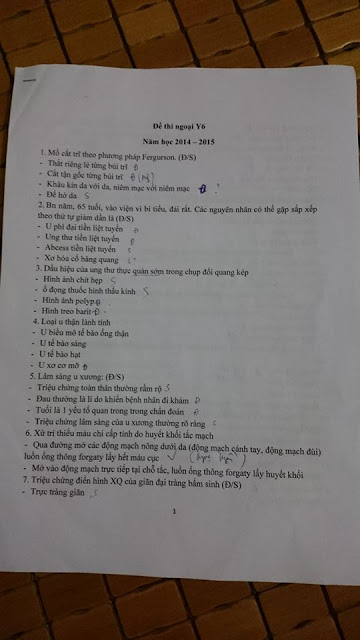 Đề thi ngoại Y6
Năm học 2014 – 2015
1. Mổ cắt trĩ theo phương pháp Fergurson. (Đ/S)
- Thắt riêng lẻ từng búi trĩ Đ
- Cắt tận gốc từng búi trĩ Đ
- Khâu kín da với da, niêm mạc với niêm mạc Đ ?
- Để hở da S
2. Bn năm, 65 tuổi, vào viện vì bí tiểu, đái rất. Các nguyên nhân có thể gặp sắp xếp
theo thứ tự giảm dần là (Đ/S)
- U phì đại tiền liệt tuyến Đ
- Ung thư tiền liệt tuyến Đ
- Abcess tiền liệt tuyến S
- Xơ hóa cổ bàng quang S
3. Dấu hiệu của ung thư thực quản sớm trong chụp đối quang kép
- Hình ảnh chít hẹp S
- ổ đọng thuốc hình thấu kính S
- Hình ảnh polyp Đ
- Hình treo barit Đ
4. Loại u thận lành tính
- U biểu mô tế bào ống thận
- U tế bào sáng
- U tế bào hạt
- U xơ cơ mỡ Đ
5. Lâm sàng u xương: (Đ/S)
- Triệu chứng toàn thân thường rầm rộ S
- Đau thường là lí do khiến bệnh nhân đi khám Đ
- Tuổi là 1 yếu tố quan trong trong chẩn đoán Đ
- Triệu chứng lâm sàng của u xương thường rõ ràng S
6. Xử trí thiếu máu chi cấp tính do huyết khối tắc mạch
- Qua đường mở các động mạch nông dưới da (động mạch cánh tay, động mạch đùi)
luồn ống thông forgaty lấy hết máu cục
- Mở vào động mạch trực tiếp tại chỗ tắc, luồn ống thông forgaty lấy huyết khối
7. Triệu chứng điển hình XQ của giãn đại tràng bẩm sinh (Đ/S)
- Trực tràng giãn S
1